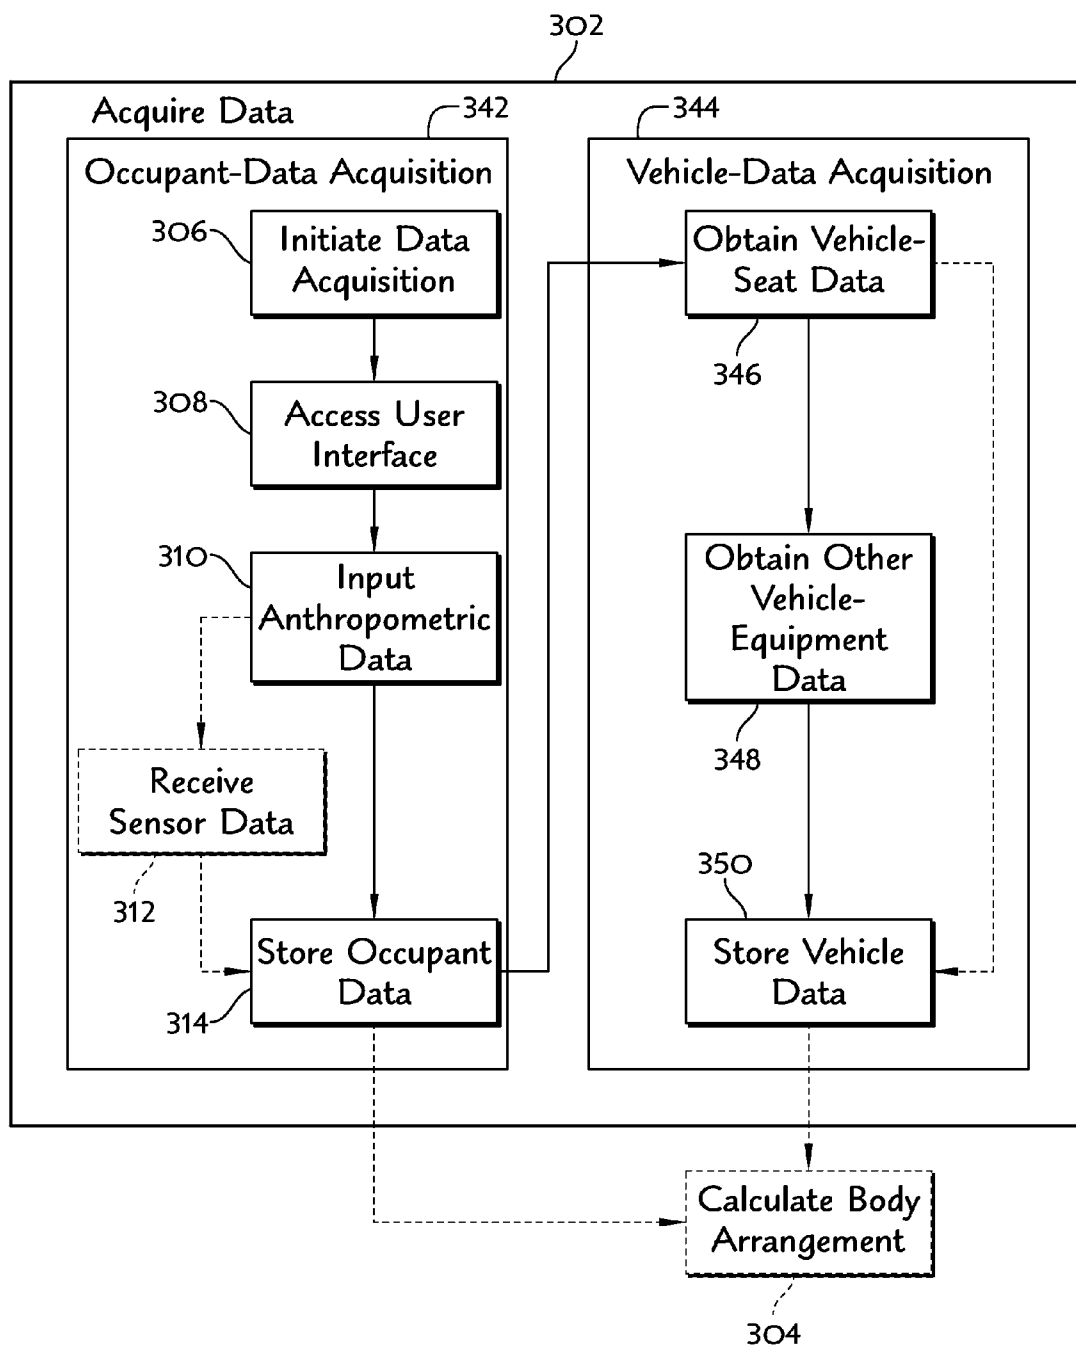 302
Acquire Data
342
344
Occupant-Data Acquisition
Vehicle-Data Acquisition
306
Initiate Data
Acquisition
308
Access User
Interface
310
Input
Anthropometric
Data
Receive
Sensor Data
312
Store Occupant
Data
314
Obtain Vehicle-
Seat Data
346
Obtain Other
Vehicle-
Equipment
Data
348
350
Store Vehicle
Data
Calculate Body
Arrangement
304